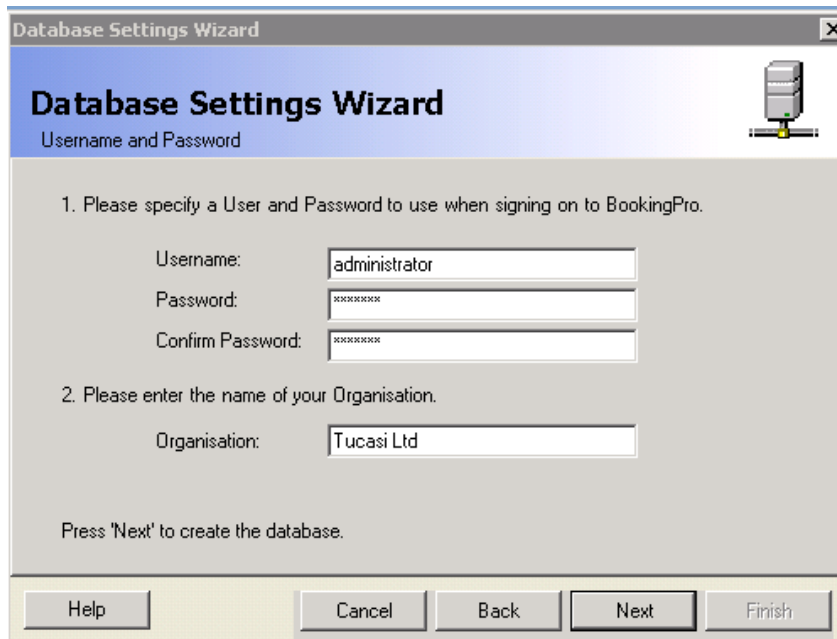 Database Settings Wizard
Database Settings Wizard
Username and Password
1. Please specify a User and Password to use when signing on to BookingPro.
Username: administrator
Password: *******
Confirm Password: *******
2. Please enter the name of your Organisation.
Organisation: Tucasi Ltd
Press 'Next' to create the database.
Help Cancel Back Next Finish